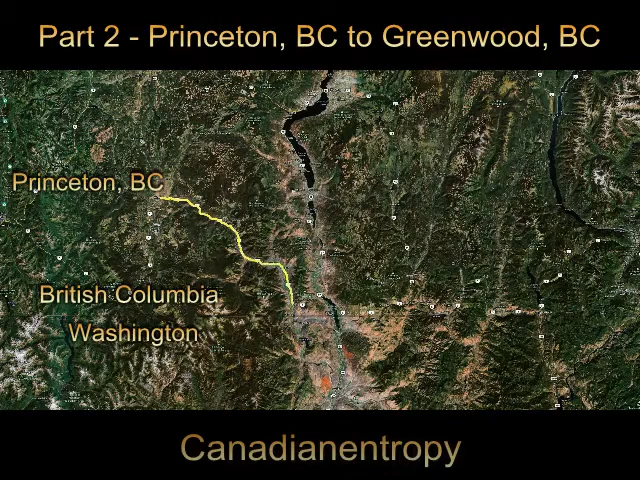 Part 2 - Princeton, BC to Greenwood, BC
Princeton, BC
British Columbia
Washington
Canadianentropy